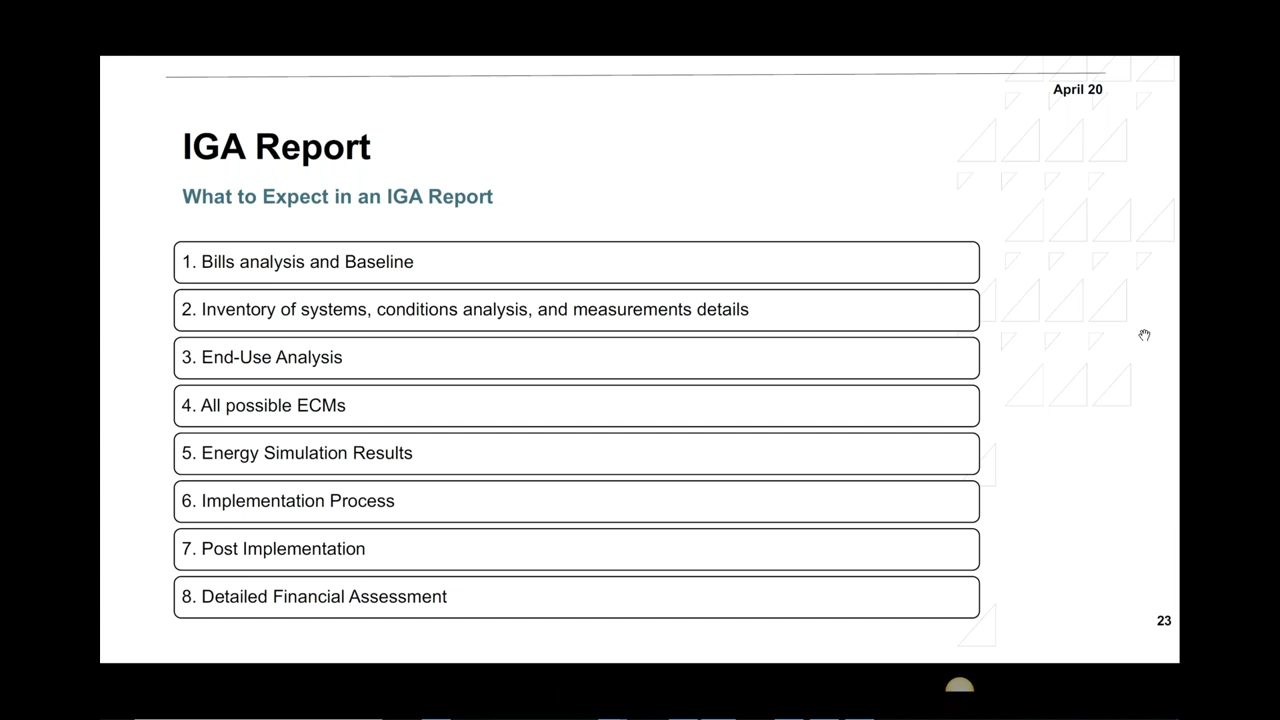 April 20
IGA Report
What to Expect in an IGA Report
1. Bills analysis and Baseline
2. Inventory of systems, conditions analysis, and measurements details
3. End-Use Analysis
4. All possible ECMs
5. Energy Simulation Results
6. Implementation Process
7. Post Implementation
8. Detailed Financial Assessment
23